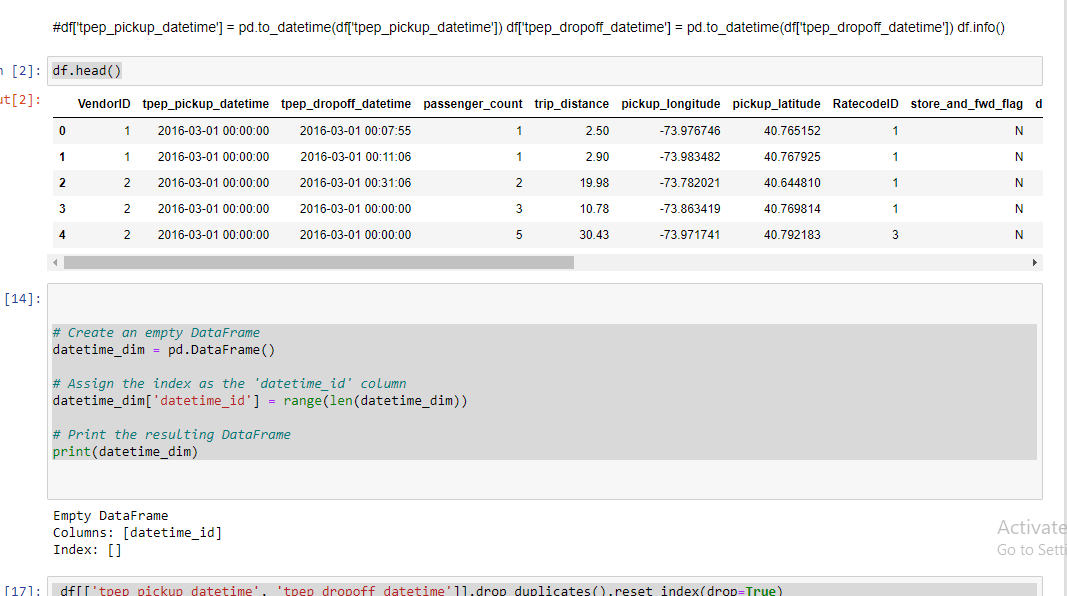 #df['tpep_pickup_datetime'] = pd.to_datetime(df['tpep_pickup_datetime']) df['tpep_dropoff_datetime'] = pd.to_datetime(df['tpep_dropoff_datetime']) df.info()
[2]: df.head()
ut[2]:
VendorID tpep_pickup_datetime tpep_dropoff_datetime passenger_count trip_distance pickup_longitude pickup_latitude RatecodeID store_and_fwd_flag d
0 1 2016-03-01 00:00:00 2016-03-01 00:07:55 1 2.50 -73.976746 40.765152 1 N
1 1 2016-03-01 00:00:00 2016-03-01 00:11:06 1 2.90 -73.983482 40.767925 1 N
2 2 2016-03-01 00:00:00 2016-03-01 00:31:06 2 19.98 -73.782021 40.644810 1 N
3 2 2016-03-01 00:00:00 2016-03-01 00:00:00 3 10.78 -73.863419 40.769814 1 N
4 2 2016-03-01 00:00:00 2016-03-01 00:00:00 5 30.43 -73.971741 40.792183 3 N
[14]:
# Create an empty DataFrame
datetime_dim = pd.DataFrame()
# Assign the index as the 'datetime_id' column
datetime_dim['datetime_id'] = range(len(datetime_dim))
# Print the resulting DataFrame
print(datetime_dim)
Empty DataFrame
Columns: [datetime_id]
Index: []
Activate
Go to Setti
[17]: df[['tpep_pickup_datetime', 'tpep_dropoff_datetime']].drop_duplicates().reset_index(drop=True)